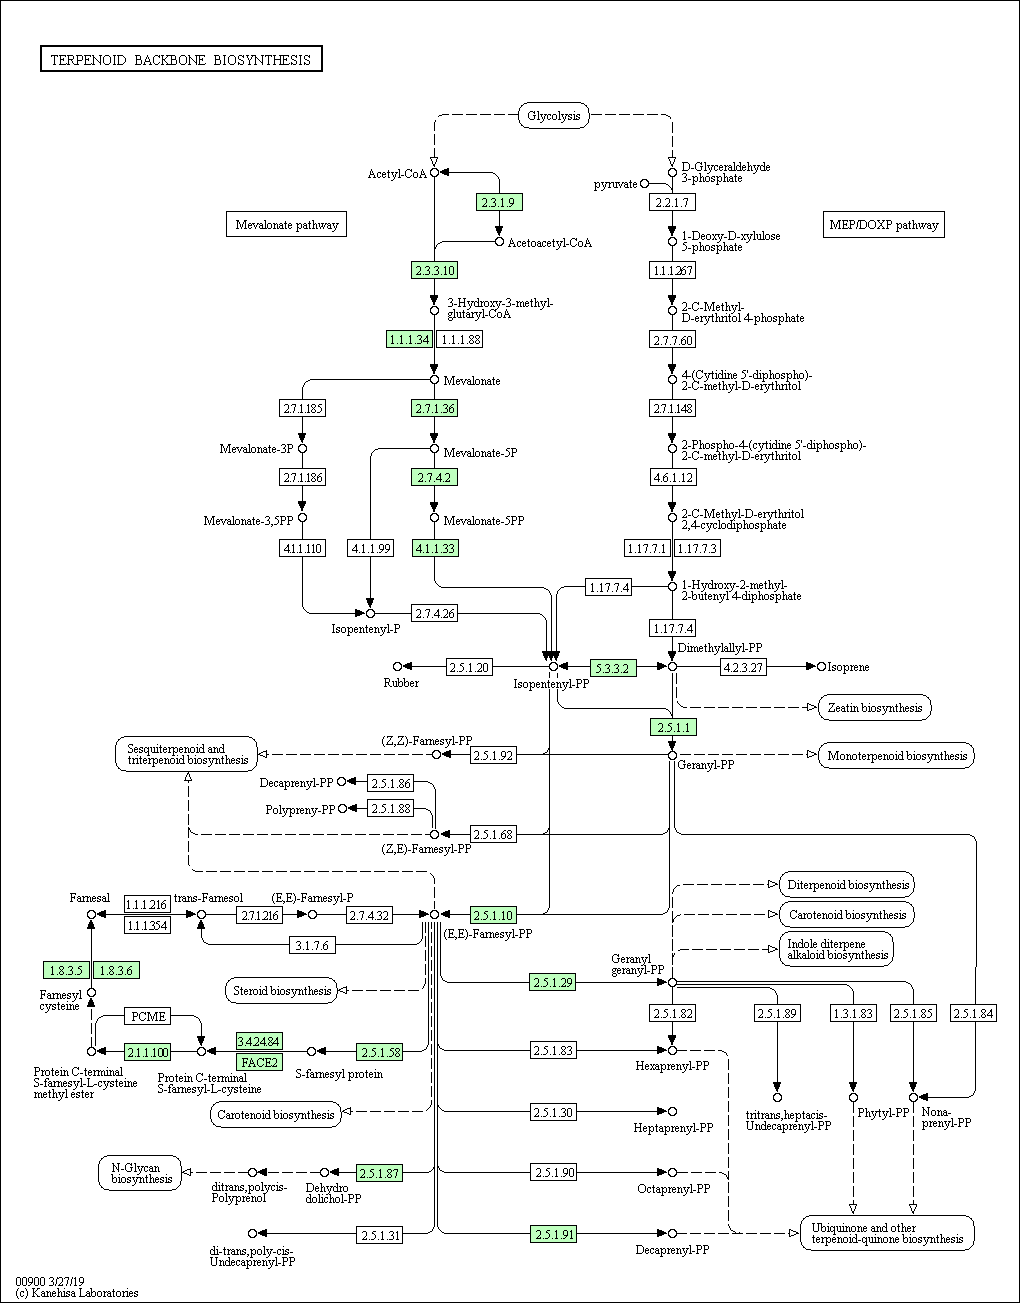 TERPENOID BACKBONE BIOSYNTHESIS
Glycolysis
Acetyl-CoA
D-Glyceraldehyde
3-phosphate
pyruvate
2.3.1.9
2.2.1.7
Mevalonate pathway
MEP/DOXP pathway
Acetoacetyl-CoA
1-Deoxy-D-xylulose
5-phosphate
2.3.3.10
1.1.1.267
3-Hydroxy-3-methyl-
glutaryl-CoA
2-C-Methyl-
D-erythritol 4-phosphate
1.1.1.34
1.1.1.88
2.7.7.60
Mevalonate
4-(Cytidine 5'-diphospho)-
2-C-methyl-D-erythritol
2.7.1.185
2.7.1.36
2.7.1.148
Mevalonate-3P
Mevalonate-5P
2-Phospho-4-(cytidine 5'-diphospho)-
2-C-methyl-D-erythritol
2.7.1.186
2.7.4.2
4.6.1.12
Mevalonate-3,5PP
Mevalonate-5PP
2-C-Methyl-D-erythritol
2,4-cyclodiphosphate
4.1.1.110
4.1.1.99
4.1.1.33
1.17.7.1
1.17.7.3
1.17.7.4
1-Hydroxy-2-methyl-
2-butenyl 4-diphosphate
Isopentenyl-P
2.7.4.26
1.17.7.4
Dimethylallyl-PP
Rubber
2.5.1.20
Isopentenyl-PP
5.3.3.2
4.2.3.27
Isoprene
Zeatin biosynthesis
2.5.1.1
Sesquiterpenoid and
triterpenoid biosynthesis
(Z,Z)-Farnesyl-PP
2.5.1.92
Geranyl-PP
Monoterpenoid biosynthesis
Decaprenyl-PP
2.5.1.86
Polypreny-PP
2.5.1.88
(Z,E)-Farnesyl-PP
2.5.1.68
Diterpenoid biosynthesis
Farnesal
1.1.1.216
1.1.1.354
trans-Farnesol
2.7.1.216
(E,E)-Farnesyl-P
2.7.4.32
2.5.1.10
(E,E)-Farnesyl-PP
Carotenoid biosynthesis
3.1.7.6
Indole diterpene
alkaloid biosynthesis
1.8.3.5
1.8.3.6
Geranyl
geranyl-PP
Farnesyl
cysteine
Steroid biosynthesis
2.5.1.29
PCME
2.5.1.82
2.5.1.89
1.3.1.83
2.5.1.85
2.5.1.84
2.1.1.100
3.4.24.84
FACE2
2.5.1.58
2.5.1.83
Hexaprenyl-PP
Protein C-terminal
S-farnesyl-L-cysteine
methyl ester
Protein C-terminal
S-farnesyl-L-cysteine
S-farnesyl protein
Carotenoid biosynthesis
2.5.1.30
Heptaprenyl-PP
tritrans,heptacis-
Undecaprenyl-PP
Phytyl-PP
Nona-
prenyl-PP
N-Glycan
biosynthesis
ditrans,polycis-
Polyprenol
Dehydro
dolichol-PP
2.5.1.87
2.5.1.90
Octaprenyl-PP
di-trans,poly-cis-
Undecaprenyl-PP
2.5.1.31
2.5.1.91
Decaprenyl-PP
Ubiquinone and other
terpenoid-quinone biosynthesis
00900 3/27/19
(c) Kanehisa Laboratories